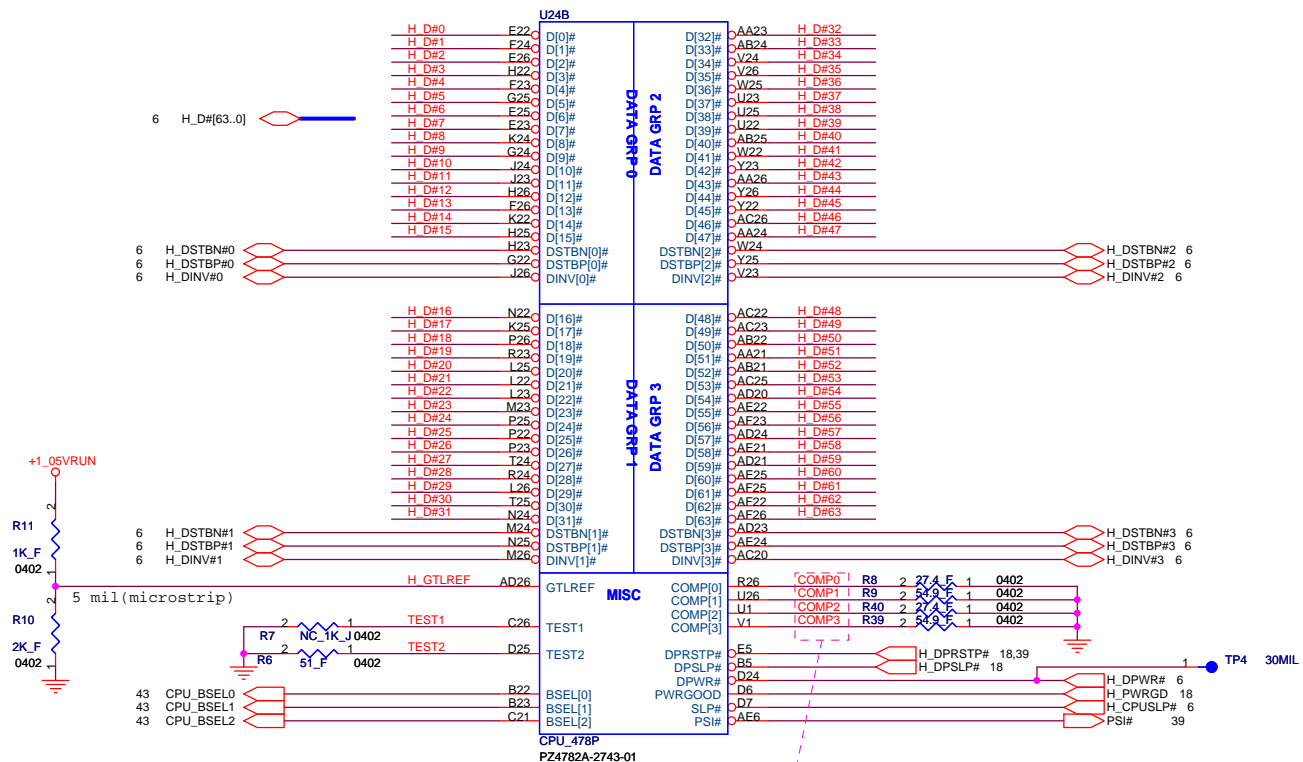 U24B
H_D#0 E22 D[0]# D[32]# AA23 H_D#32
H_D#1 F24 D[1]# D[33]# AB24 H_D#33
H_D#2 E26 D[2]# D[34]# V24 H_D#34
H_D#3 H22 D[3]# D[35]# V26 H_D#35
H_D#4 F23 D[4]# D[36]# W25 H_D#36
H_D#5 G25 D[5]# D[37]# U23 H_D#37
H_D#6 E25 D[6]# D[38]# U25 H_D#38
6 H_D#[63..0] H_D#7 E23 D[7]# D[39]# U22 H_D#39
H_D#8 K24 D[8]# D[40]# AB25 H_D#40
H_D#9 G24 D[9]# D[41]# W22 H_D#41
H_D#10 J24 D[10]# D[42]# Y23 H_D#42
H_D#11 J23 D[11]# D[43]# AA26 H_D#43
H_D#12 H26 D[12]# D[44]# Y26 H_D#44
H_D#13 F26 D[13]# D[45]# Y22 H_D#45
H_D#14 K22 D[14]# D[46]# AC26 H_D#46
H_D#15 H25 D[15]# D[47]# AA24 H_D#47
6 H_DSTBN#0 H23 DSTBN[0]# DSTBN[2]# W24 H_DSTBN#2 6
6 H_DSTBP#0 G22 DSTBP[0]# DSTBP[2]# Y25 H_DSTBP#2 6
6 H_DINV#0 J26 DINV[0]# DINV[2]# V23 H_DINV#2 6
DATA GRP 0
DATA GRP 2
H_D#16 N22 D[16]# D[48]# AC22 H_D#48
H_D#17 K25 D[17]# D[49]# AC23 H_D#49
H_D#18 P26 D[18]# D[50]# AB22 H_D#50
H_D#19 R23 D[19]# D[51]# AA21 H_D#51
H_D#20 L25 D[20]# D[52]# AB21 H_D#52
H_D#21 L22 D[21]# D[53]# AC25 H_D#53
H_D#22 L23 D[22]# D[54]# AD20 H_D#54
H_D#23 M23 D[23]# D[55]# AE22 H_D#55
H_D#24 P25 D[24]# D[56]# AF23 H_D#56
H_D#25 P22 D[25]# D[57]# AD24 H_D#57
H_D#26 P23 D[26]# D[58]# AE21 H_D#58
H_D#27 T24 D[27]# D[59]# AD21 H_D#59
H_D#28 R24 D[28]# D[60]# AE25 H_D#60
H_D#29 L26 D[29]# D[61]# AF25 H_D#61
H_D#30 T25 D[30]# D[62]# AF22 H_D#62
H_D#31 N24 D[31]# D[63]# AF26 H_D#63
6 H_DSTBN#1 M24 DSTBN[1]# DSTBN[3]# AD23 H_DSTBN#3 6
6 H_DSTBP#1 N25 DSTBP[1]# DSTBP[3]# AE24 H_DSTBP#3 6
6 H_DINV#1 M26 DINV[1]# DINV[3]# AC20 H_DINV#3 6
DATA GRP 1
DATA GRP 3
+1_05VRUN
2
R11
1K_F
0402
1
H_GTLREF AD26 GTLREF MISC COMP[0] R26 COMP0 R8 2 27.4_F 1 0402
COMP[1] U26 COMP1 R9 2 54.9_F 1 0402
COMP[2] U1 COMP2 R40 2 27.4_F 1 0402
COMP[3] V1 COMP3 R39 2 54.9_F 1 0402
5 mil(microstrip)
2
R10
2K_F
0402
1
R7 2 NC_1K_J 1 0402 TEST1 C26 TEST1
R6 2 51_F 1 0402 TEST2 D25 TEST2
DPRSTP# E5 H_DPRSTP# 18,39
DPSLP# B5 H_DPSLP# 18
1 TP4 30MIL
DPWR# D24 H_DPWR# 6
43 CPU_BSEL0 B22 BSEL[0] PWRGOOD D6 H_PWRGD 18
43 CPU_BSEL1 B23 BSEL[1] SLP# D7 H_CPUSLP# 6
43 CPU_BSEL2 C21 BSEL[2] PSI# AE6 PSI# 39
CPU_478P
PZ4782A-2743-01